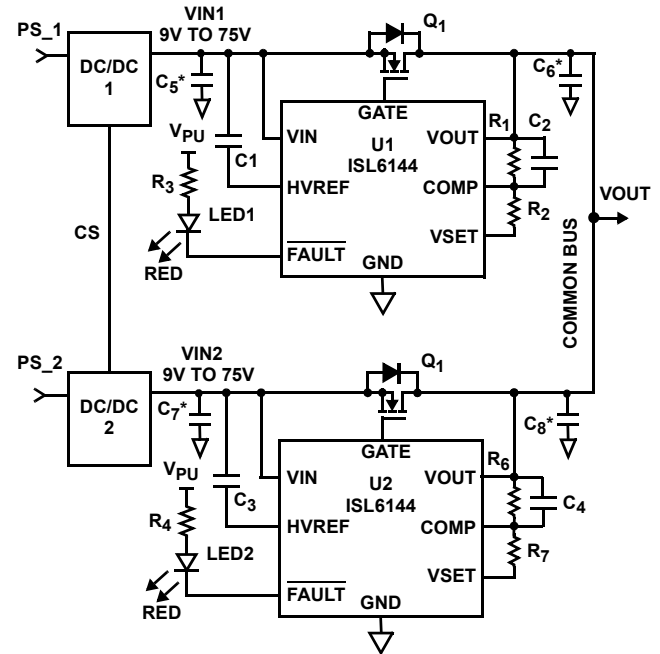 PS_1
VIN1
9V TO 75V
Q1
DC/DC
1
C5*
C6*
GATE
VPU
C1
VIN
U1
ISL6144
VOUT
R1
C2
R3
HVREF
COMP
R2
VOUT
LED1
VSET
CS
RED
FAULT
GND
COMMON BUS
PS_2
VIN2
9V TO 75V
Q1
DC/DC
2
C7*
C8*
GATE
VPU
C3
VIN
U2
ISL6144
VOUT
R6
C4
R4
HVREF
COMP
R7
LED2
VSET
RED
FAULT
GND